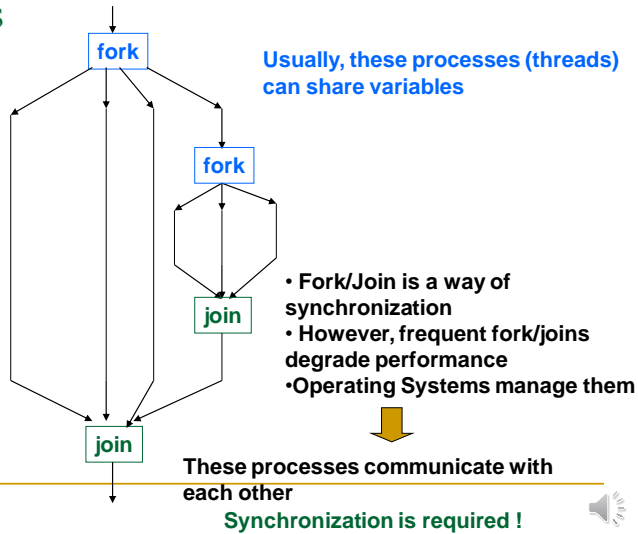 s
fork
Usually, these processes (threads)
can share variables
fork
• Fork/Join is a way of
synchronization
join
• However, frequent fork/joins
degrade performance
•Operating Systems manage them
join
These processes communicate with
each other
Synchronization is required !